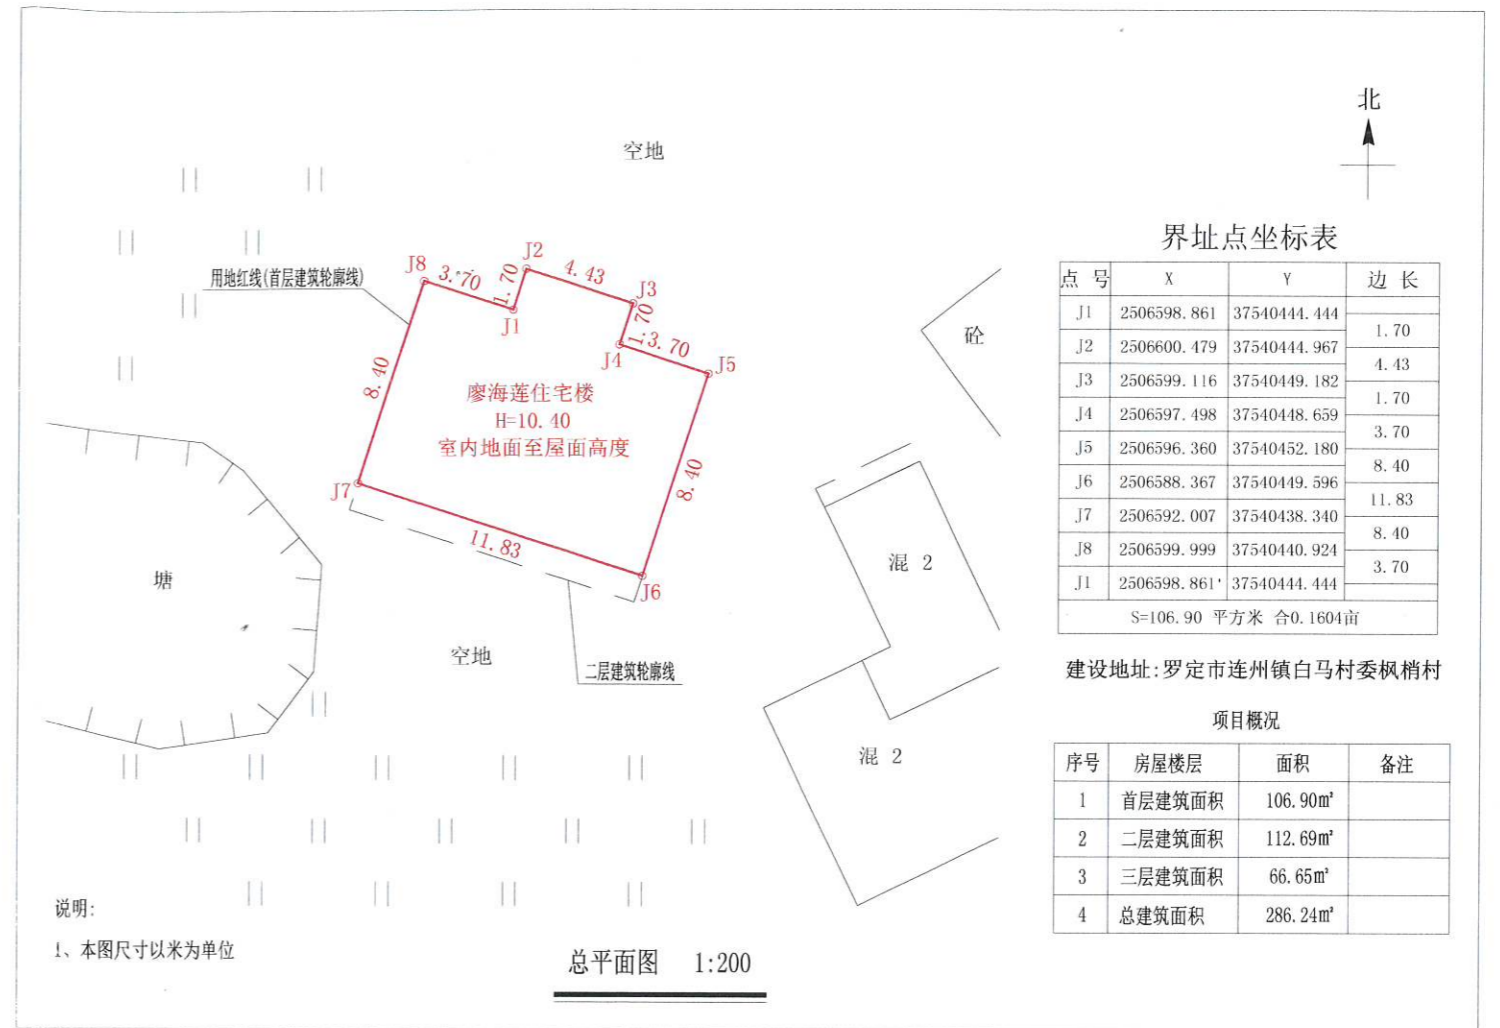 北
空地
界址点坐标表
点 号 X Y 边 长
J1 2506598.861 37540444.444
1.70
J2 2506600.479 37540444.967
4.43
J3 2506599.116 37540449.182
1.70
J4 2506597.498 37540448.659
3.70
J5 2506596.360 37540452.180
8.40
J6 2506588.367 37540449.596
11.83
J7 2506592.007 37540438.340
8.40
J8 2506599.999 37540440.924
3.70
J1 2506598.861 37540444.444
S=106.90 平方米 合0.1604亩
用地红线(首层建筑轮廓线)
J8
3.70
J1
1.70
J2
4.43
J3
1.70
J4
3.70
J5
8.40
8.40
廖海莲住宅楼
H=10.40
室内地面至屋面高度
J7
11.83
J6
砼
混 2
塘
空地
二层建筑轮廓线
混 2
建设地址:罗定市连州镇白马村委枫梢村
项目概况
序号 房屋楼层 面积 备注
1 首层建筑面积 106.90㎡
2 二层建筑面积 112.69㎡
3 三层建筑面积 66.65㎡
4 总建筑面积 286.24㎡
说明:
1、本图尺寸以米为单位
总平面图 1:200